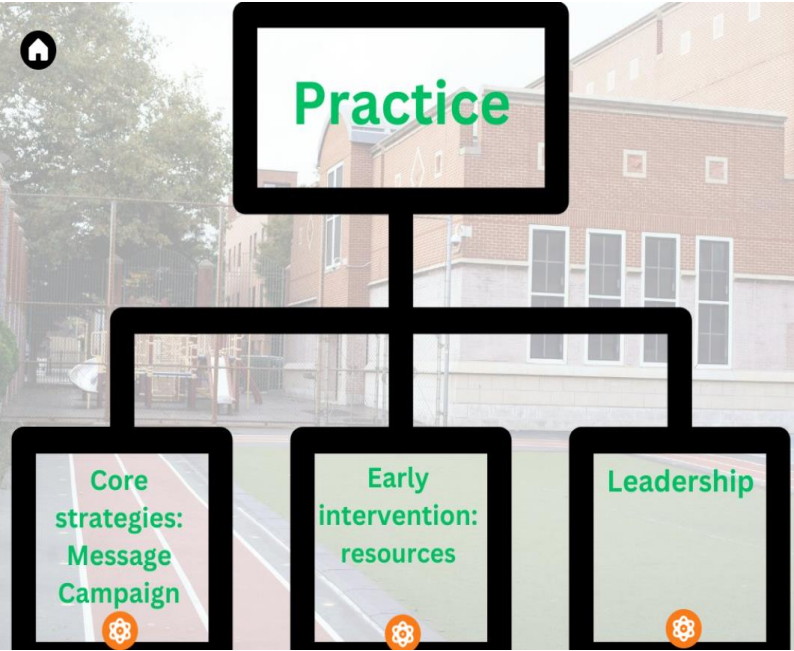 Practice
Core
strategies:
Message
Campaign
Early
intervention:
resources
Leadership